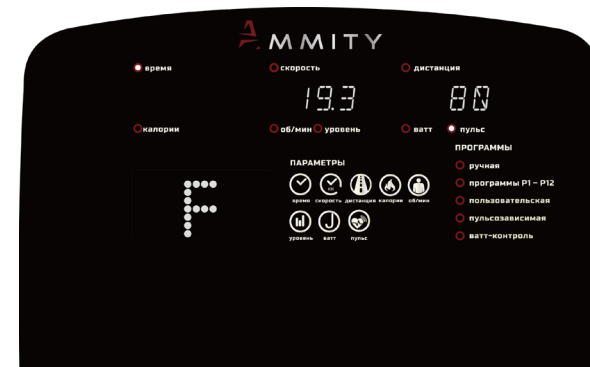 AMMITY
время скорость дистанция
19.3 80
калории об/мин уровень ватт пульс
ПРОГРАММЫ
ПАРАМЕТРЫ
ручная
программы P1 – P12
пользовательская
пульсозависимая
ватт-контроль
время скорость дистанция калории об/мин
уровень ватт пульс
F